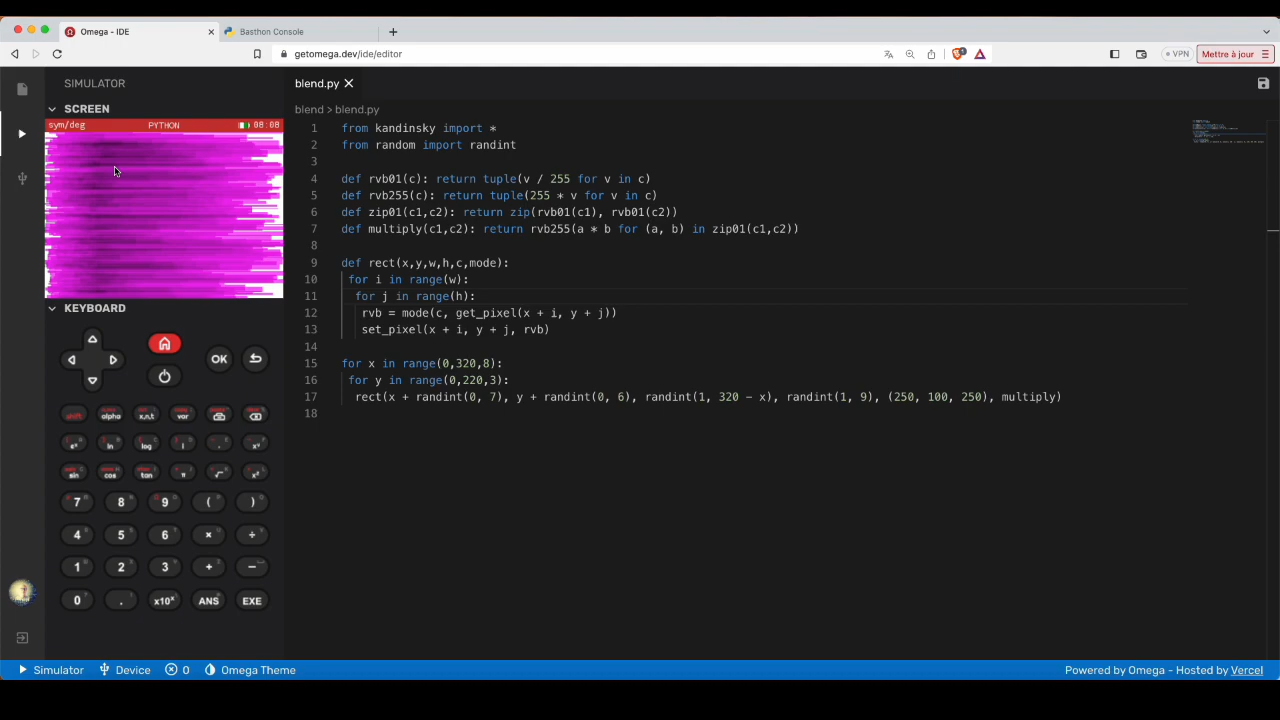 Omega - IDE
Basthon Console
getomega.dev/ide/editor
VPN
Mettre à jour
SIMULATOR
SCREEN
sym/deg PYTHON 08:08
KEYBOARD
OK
shift alpha x,n,t var
ln log i ,
sin cos tan π
7 8 9 ( )
4 5 6 × ÷
1 2 3 + −
0 . x10ˣ ANS EXE
blend.py
blend > blend.py
1 from kandinsky import *
2 from random import randint
3
4 def rvb01(c): return tuple(v / 255 for v in c)
5 def rvb255(c): return tuple(255 * v for v in c)
6 def zip01(c1,c2): return zip(rvb01(c1), rvb01(c2))
7 def multiply(c1,c2): return rvb255(a * b for (a, b) in zip01(c1,c2))
8
9 def rect(x,y,w,h,c,mode):
10 for i in range(w):
11 for j in range(h):
12 rvb = mode(c, get_pixel(x + i, y + j))
13 set_pixel(x + i, y + j, rvb)
14
15 for x in range(0,320,8):
16 for y in range(0,220,3):
17 rect(x + randint(0, 7), y + randint(0, 6), randint(1, 320 - x), randint(1, 9), (250, 100, 250), multiply)
18
Simulator Device 0 Omega Theme
Powered by Omega - Hosted by Vercel